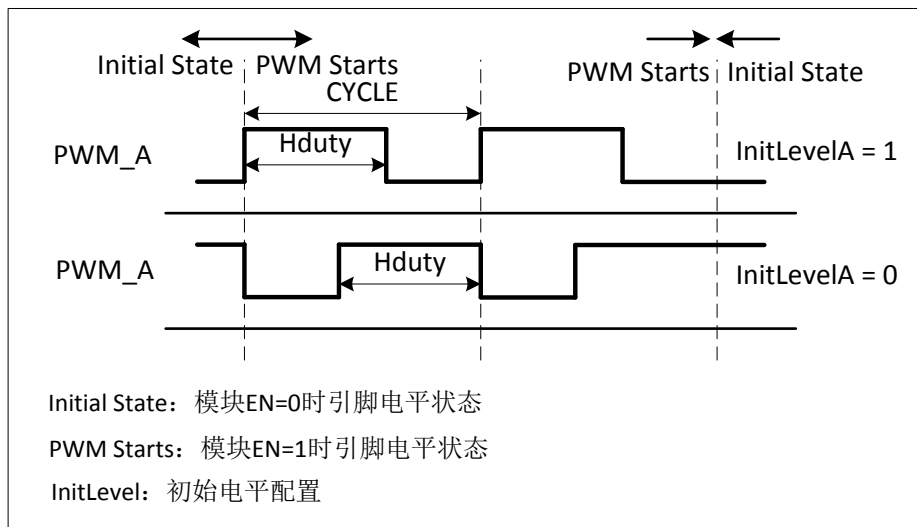 Initial State PWM Starts PWM Starts Initial State
CYCLE
PWM_A Hduty InitLevelA = 1
PWM_A Hduty InitLevelA = 0
Initial State：模块EN=0时引脚电平状态
PWM Starts：模块EN=1时引脚电平状态
InitLevel：初始电平配置